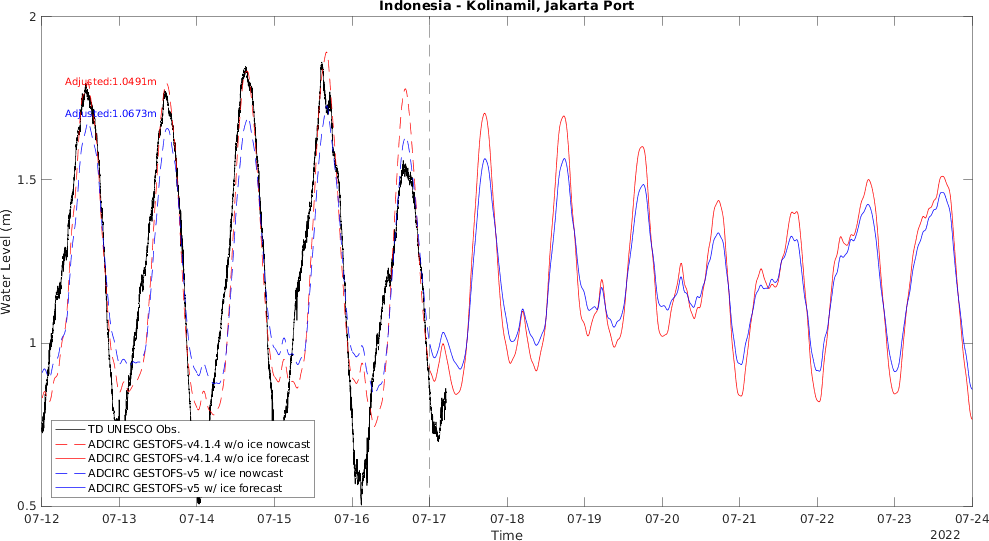 Indonesia - Kolinamil, Jakarta Port
2
1.5
1
0.5
Water Level (m)
Adjusted:1.0491m
Adjusted:1.0673m
TD UNESCO Obs.
ADCIRC GESTOFS-v4.1.4 w/o ice nowcast
ADCIRC GESTOFS-v4.1.4 w/o ice forecast
ADCIRC GESTOFS-v5 w/ ice nowcast
ADCIRC GESTOFS-v5 w/ ice forecast
07-12 07-13 07-14 07-15 07-16 07-17 07-18 07-19 07-20 07-21 07-22 07-23 07-24
Time
2022